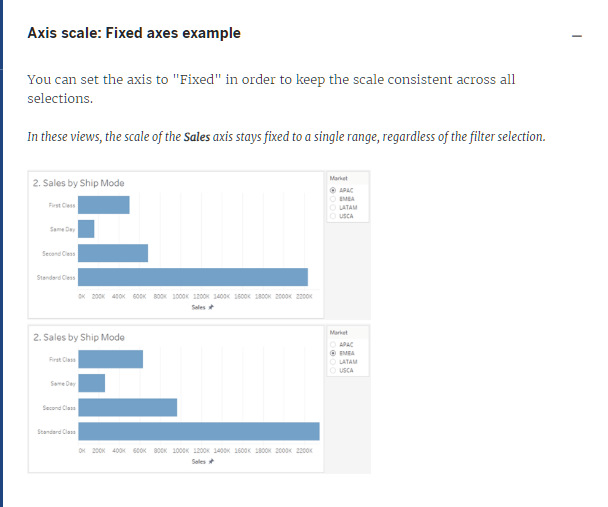 Axis scale: Fixed axes example
You can set the axis to "Fixed" in order to keep the scale consistent across all
selections.
In these views, the scale of the Sales axis stays fixed to a single range, regardless of the filter selection.
2. Sales by Ship Mode
First Class
Same Day
Second Class
Standard Class
0K 200K 400K 600K 800K 1000K 1200K 1400K 1600K 1800K 2000K 2200K
Sales
Market
APAC
EMEA
LATAM
USCA
2. Sales by Ship Mode
First Class
Same Day
Second Class
Standard Class
0K 200K 400K 600K 800K 1000K 1200K 1400K 1600K 1800K 2000K 2200K
Sales
Market
APAC
EMEA
LATAM
USCA